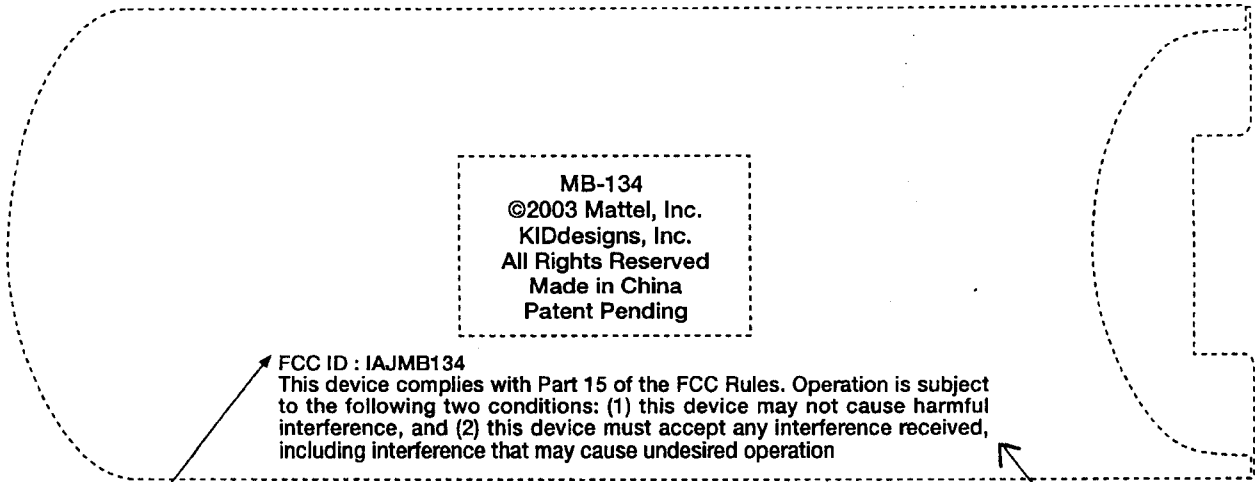 MB-134
©2003 Mattel, Inc.
KIDdesigns, Inc.
All Rights Reserved
Made in China
Patent Pending
FCC ID : IAJMB134
This device complies with Part 15 of the FCC Rules. Operation is subject
to the following two conditions: (1) this device may not cause harmful
interference, and (2) this device must accept any interference received,
including interference that may cause undesired operation